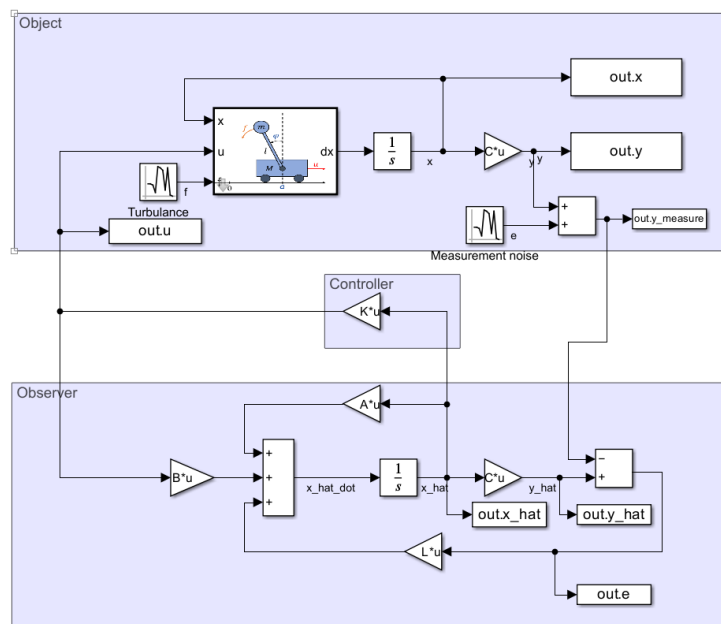 Object
out.x
x
u
f
m
φ
l
M
u
a
0
dx
1
s
x
C*u
y
y
out.y
f
Turbulance
out.u
e
Measurement noise
+
+
out.y_measure
Controller
K*u
Observer
A*u
B*u
+
+
+
x_hat_dot
1
s
x_hat
C*u
y_hat
−
+
out.x_hat
out.y_hat
L*u
out.e